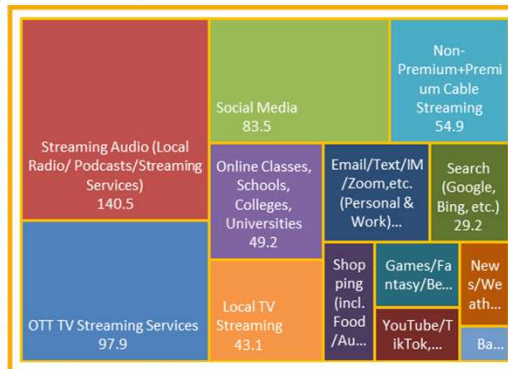 Streaming Audio (Local
Radio/ Podcasts/Streaming
Services)
140.5
OTT TV Streaming Services
97.9
Social Media
83.5
Non-
Premium+Premi
um Cable
Streaming
54.9
Online Classes,
Schools,
Colleges,
Universities
49.2
Local TV
Streaming
43.1
Email/Text/IM
/Zoom,etc.
(Personal &
Work)...
Search
(Google,
Bing, etc.)
29.2
Shop
ping
(incl.
Food
/Au...
Games/Fa
ntasy/Be...
YouTube/T
ikTok,...
New
s/We
ath...
Ba...